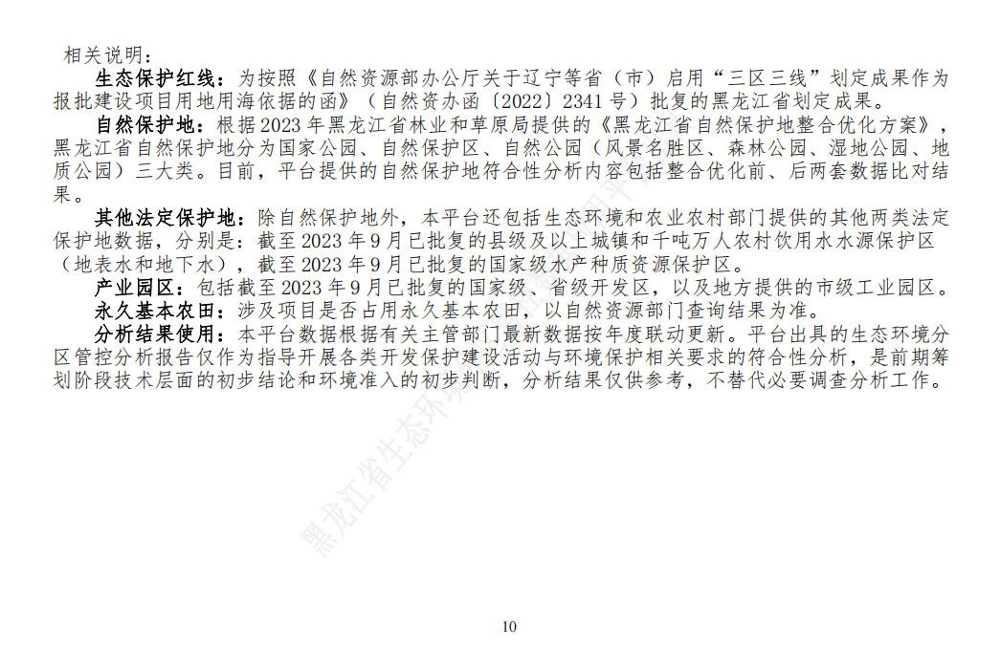 相关说明：
生态保护红线：为按照《自然资源部办公厅关于辽宁等省（市）启用“三区三线”划定成果作为
报批建设项目用地用海依据的函》（自然资办函〔2022〕2341号）批复的黑龙江省划定成果。
自然保护地：根据2023年黑龙江省林业和草原局提供的《黑龙江省自然保护地整合优化方案》，
黑龙江省自然保护地分为国家公园、自然保护区、自然公园（风景名胜区、森林公园、湿地公园、地
质公园）三大类。目前，平台提供的自然保护地符合性分析内容包括整合优化前、后两套数据比对结
果。
其他法定保护地：除自然保护地外，本平台还包括生态环境和农业农村部门提供的其他两类法定
保护地数据，分别是：截至2023年9月已批复的县级及以上城镇和千吨万人农村饮用水水源保护区
（地表水和地下水），截至2023年9月已批复的国家级水产种质资源保护区。
产业园区：包括截至2023年9月已批复的国家级、省级开发区，以及地方提供的市级工业园区。
永久基本农田：涉及项目是否占用永久基本农田，以自然资源部门查询结果为准。
分析结果使用：本平台数据根据有关主管部门最新数据按年度联动更新。平台出具的生态环境分
区管控分析报告仅作为指导开展各类开发保护建设活动与环境保护相关要求的符合性分析，是前期筹
划阶段技术层面的初步结论和环境准入的初步判断，分析结果仅供参考，不替代必要调查分析工作。
黑龙江省生态环境
10